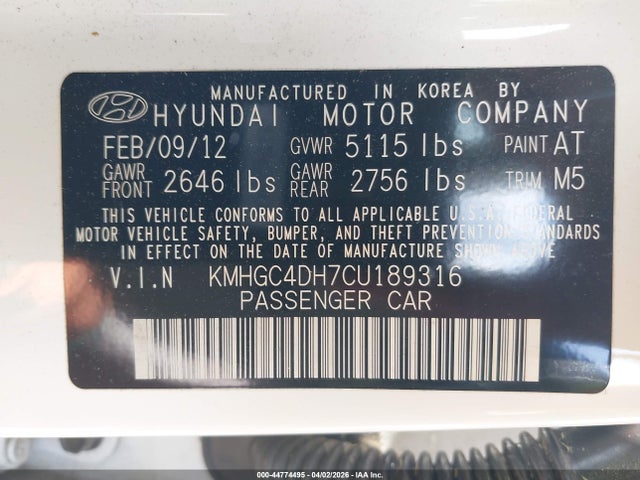 MANUFACTURED IN KOREA BY
HYUNDAI MOTOR COMPANY
FEB/09/12 GVWR 5115 lbs PAINT AT
GAWR FRONT 2646 lbs GAWR REAR 2756 lbs TRIM M5
THIS VEHICLE CONFORMS TO ALL APPLICABLE U.S.A. FEDERAL
MOTOR VEHICLE SAFETY, BUMPER, AND THEFT PREVENTION STANDARDS
IN EFFECT ON THE DATE OF MANUFACTURE SHOWN ABOVE
V.I.N KMHGC4DH7CU189316
PASSENGER CAR
000-44774495 - 04/02/2026 - IAA Inc.